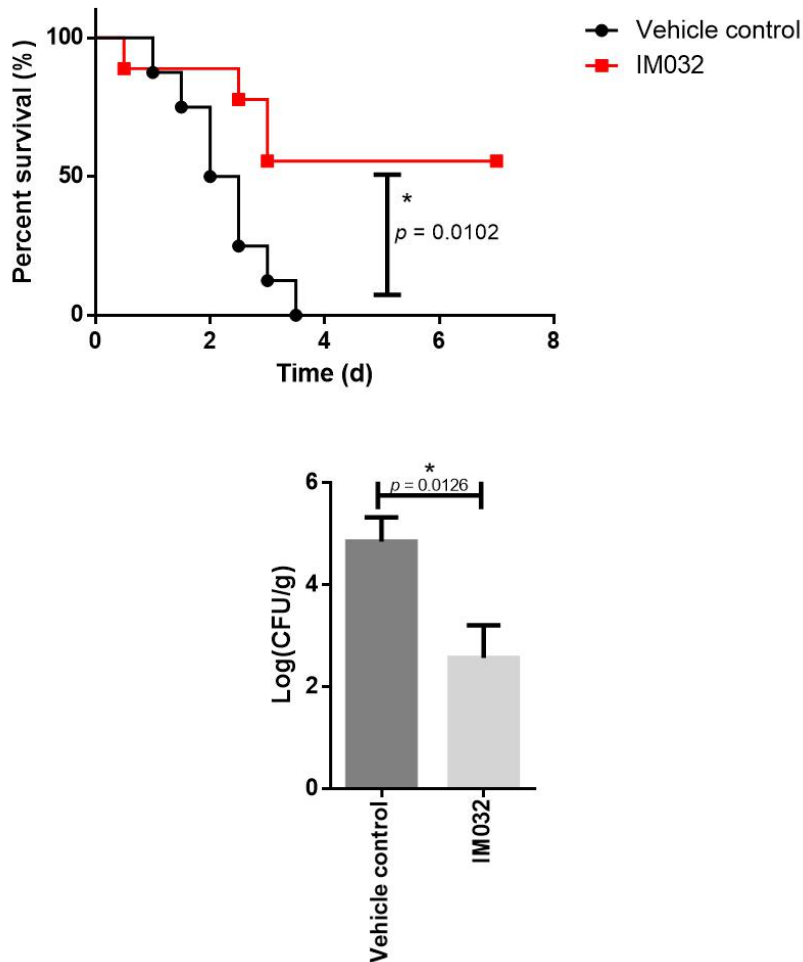 Vehicle control
IM032
Percent survival (%)
100
50
0
*
p = 0.0102
0 2 4 6 8
Time (d)
Log(CFU/g)
6
4
2
0
*
p = 0.0126
Vehicle control
IM032